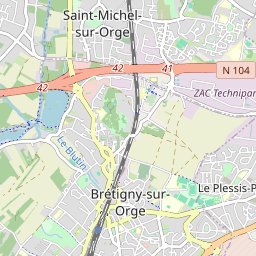 Saint-Michel-
sur-Orge
42
41
N 104
42
ZAC Technipar
Le Blutin
Le Plessis-P
Brétigny-sur-
Orge